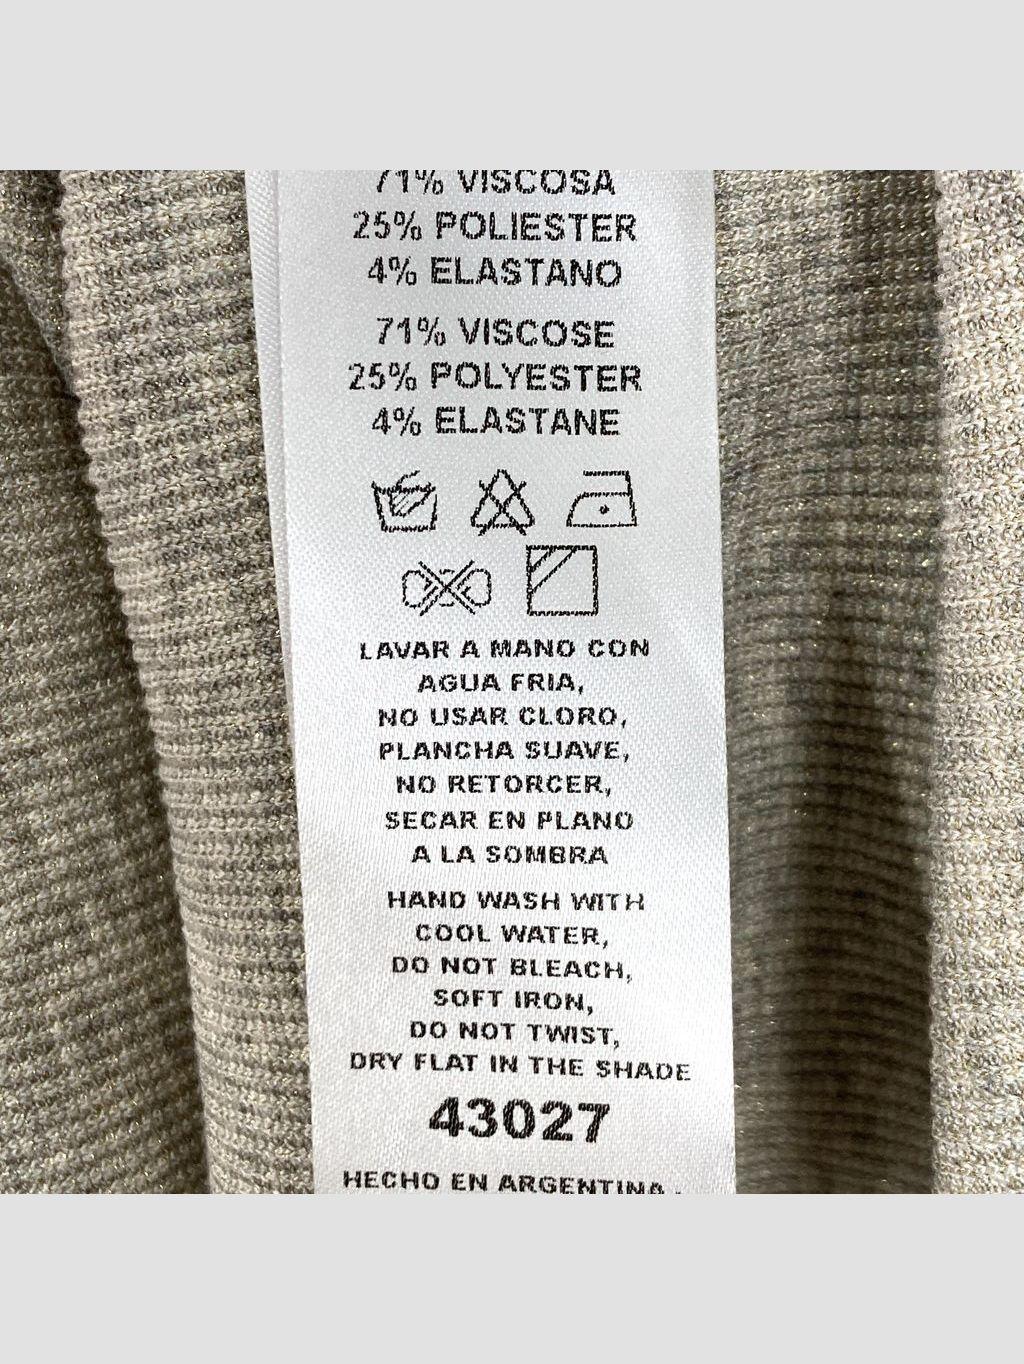 71% VISCOSA
25% POLIESTER
4% ELASTANO
71% VISCOSE
25% POLYESTER
4% ELASTANE
LAVAR A MANO CON
AGUA FRIA,
NO USAR CLORO,
PLANCHA SUAVE,
NO RETORCER,
SECAR EN PLANO
A LA SOMBRA
HAND WASH WITH
COOL WATER,
DO NOT BLEACH,
SOFT IRON,
DO NOT TWIST,
DRY FLAT IN THE SHADE
43027
HECHO EN ARGENTINA .